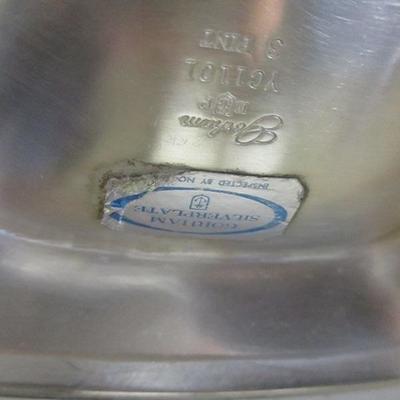 GORHAM
SILVERPLATE
INSPECTED BY NO
Gorham
YC1101
3 PINT